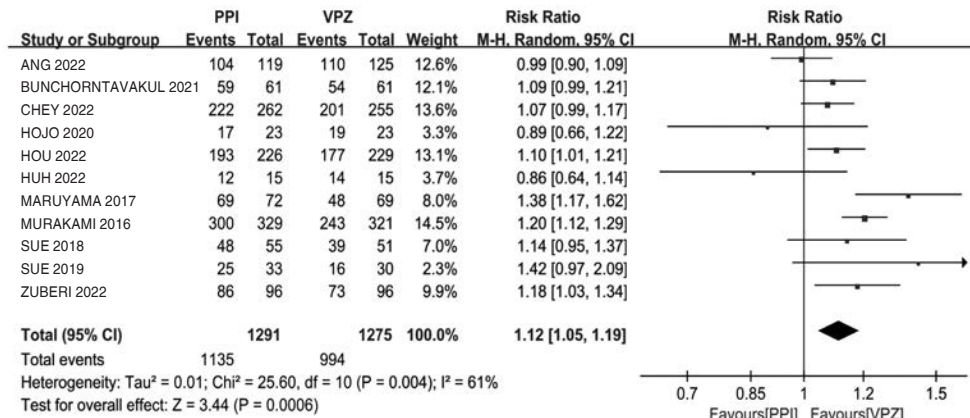 PPI VPZ Risk Ratio Risk Ratio
Study or Subgroup Events Total Events Total Weight M-H. Random. 95% CI M-H. Random. 95% CI
ANG 2022 104 119 110 125 12.6% 0.99 [0.90, 1.09]
BUNCHORNTAVAKUL 2021 59 61 54 61 12.1% 1.09 [0.99, 1.21]
CHEY 2022 222 262 201 255 13.6% 1.07 [0.99, 1.17]
HOJO 2020 17 23 19 23 3.3% 0.89 [0.66, 1.22]
HOU 2022 193 226 177 229 13.1% 1.10 [1.01, 1.21]
HUH 2022 12 15 14 15 3.7% 0.86 [0.64, 1.14]
MARUYAMA 2017 69 72 48 69 8.0% 1.38 [1.17, 1.62]
MURAKAMI 2016 300 329 243 321 14.5% 1.20 [1.12, 1.29]
SUE 2018 48 55 39 51 7.0% 1.14 [0.95, 1.37]
SUE 2019 25 33 16 30 2.3% 1.42 [0.97, 2.09]
ZUBERI 2022 86 96 73 96 9.9% 1.18 [1.03, 1.34]
Total (95% CI) 1291 1275 100.0% 1.12 [1.05, 1.19]
Total events 1135 994
Heterogeneity: Tau² = 0.01; Chi² = 25.60, df = 10 (P = 0.004); I² = 61%
Test for overall effect: Z = 3.44 (P = 0.0006)
0.7 0.85 1 1.2 1.5
Favours[PPI] Favours[VPZ]